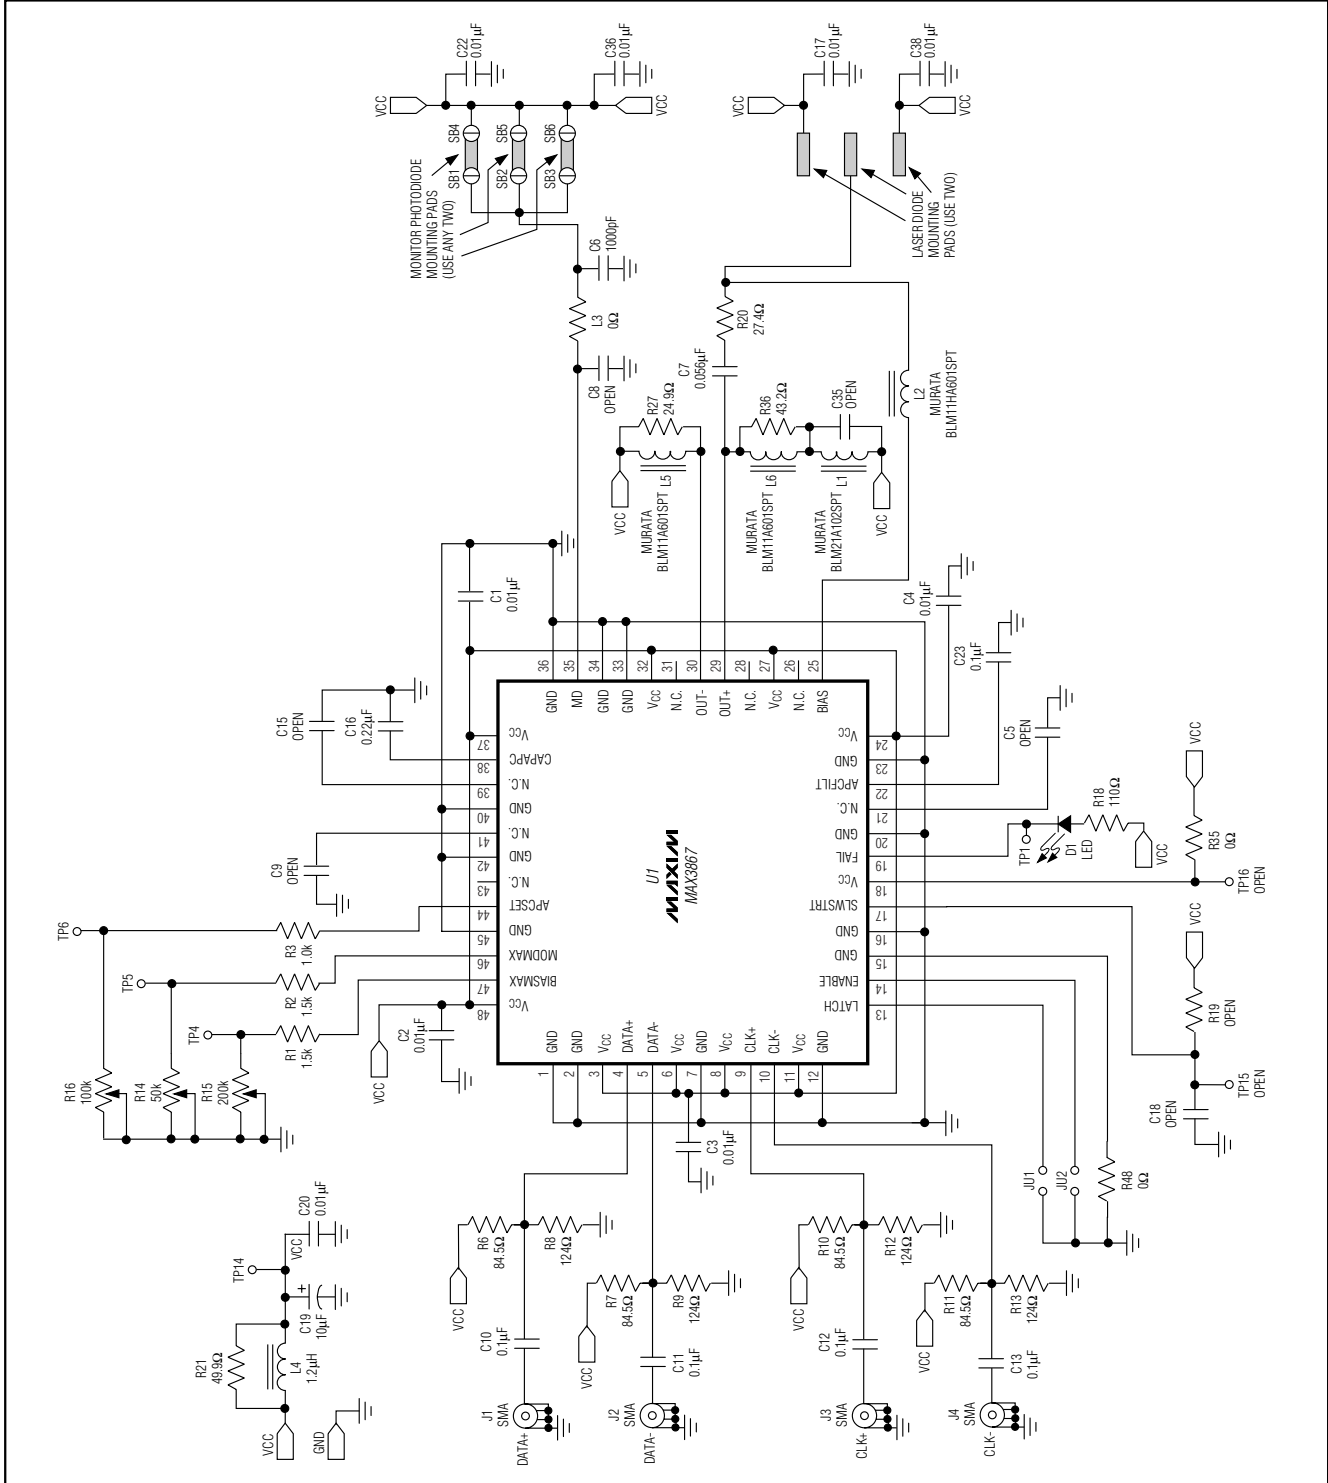 VCC
C22
0.01µF
C36
0.01µF
VCC
SB4
SB5
SB6
SB1
SB2
SB3
MONITOR PHOTODIODE
MOUNTING PADS
(USE ANY TWO)
VCC
C17
0.01µF
C38
0.01µF
VCC
LASER DIODE
MOUNTING
PADS (USE TWO)
C6
1000pF
L3
0Ω
C8
OPEN
R20
27.4Ω
C7
0.056µF
R27
24.9Ω
VCC
L5
MURATA
BLM11A601SPT
R36
43.2Ω
C35
OPEN
L6
MURATA
BLM11A601SPT
L1
MURATA
BLM21A102SPT
VCC
L2
MURATA
BLM11HA601SPT
C1
0.01µF
C4
0.01µF
C23
0.1µF
C5
OPEN
C15
OPEN
C16
0.22µF
C9
OPEN
36
35
34
33
32
31
30
29
28
27
26
25
GND
MD
GND
GND
VCC
N.C.
OUT-
OUT+
N.C.
VCC
N.C.
BIAS
37
VCC
38
CAPAPC
39
N.C.
40
GND
41
N.C.
42
GND
43
N.C.
44
APCSET
45
GND
46
MODMAX
47
BIASMAX
48
VCC
U1
MAXIM
MAX3867
VCC
24
GND
23
APCFILT
22
N.C.
21
GND
20
FAIL
19
VCC
18
SLWSTRT
17
GND
16
GND
15
ENABLE
14
LATCH
13
GND
GND
VCC
DATA+
DATA-
VCC
GND
VCC
CLK+
CLK-
VCC
GND
1
2
3
4
5
6
7
8
9
10
11
12
TP1
D1
LED
R18
110Ω
VCC
VCC
R35
0Ω
TP16
OPEN
VCC
R19
OPEN
TP15
OPEN
C18
OPEN
TP6
TP5
TP4
R3
1.0k
R2
1.5k
R1
1.5k
R16
100k
R14
50k
R15
200k
VCC
C2
0.01µF
C3
0.01µF
JU1
JU2
R48
0Ω
TP14
VCC
C20
0.01µF
+
C19
10µF
R21
49.9Ω
L4
1.2µH
VCC
GND
VCC
R6
84.5Ω
R8
124Ω
C10
0.1µF
J1
SMA
DATA+
VCC
R7
84.5Ω
R9
124Ω
C11
0.1µF
J2
SMA
DATA-
VCC
R10
84.5Ω
R12
124Ω
C12
0.1µF
J3
SMA
CLK+
VCC
R11
84.5Ω
R13
124Ω
C13
0.1µF
J4
SMA
CLK-